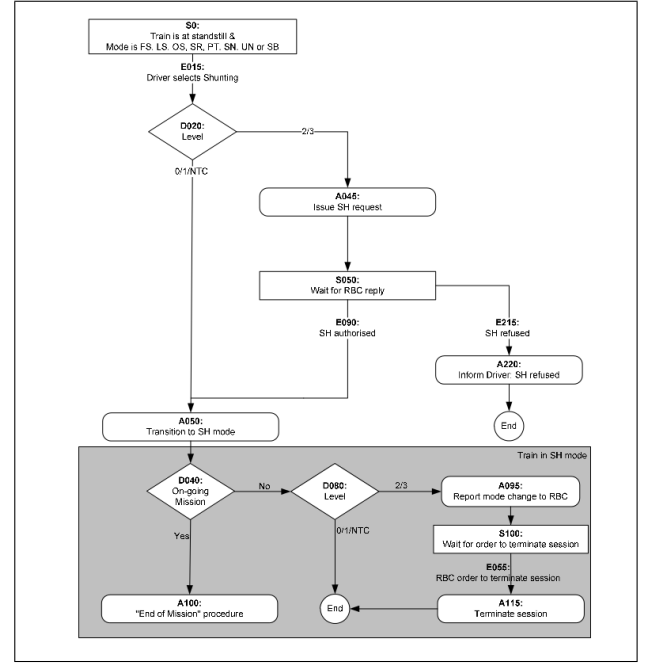 S0:
Train is at standstill &
Mode is FS. LS. OS, SR, PT. SN. UN or SB
E015:
Driver selects Shunting
D020:
Level
2/3
0/1/NTC
A045:
Issue SH request
S050:
Wait for RBC reply
E090:
SH authorised
E215:
SH refused
A220:
Inform Driver: SH refused
End
A050:
Transition to SH mode
Train in SH mode
D040:
On-going
Mission
No
D080:
Level
2/3
A095:
Report mode change to RBC
Yes
0/1/NTC
S100:
Wait for order to terminate session
E055:
RBC order to terminate session
A100:
"End of Mission" procedure
End
A115:
Terminate session